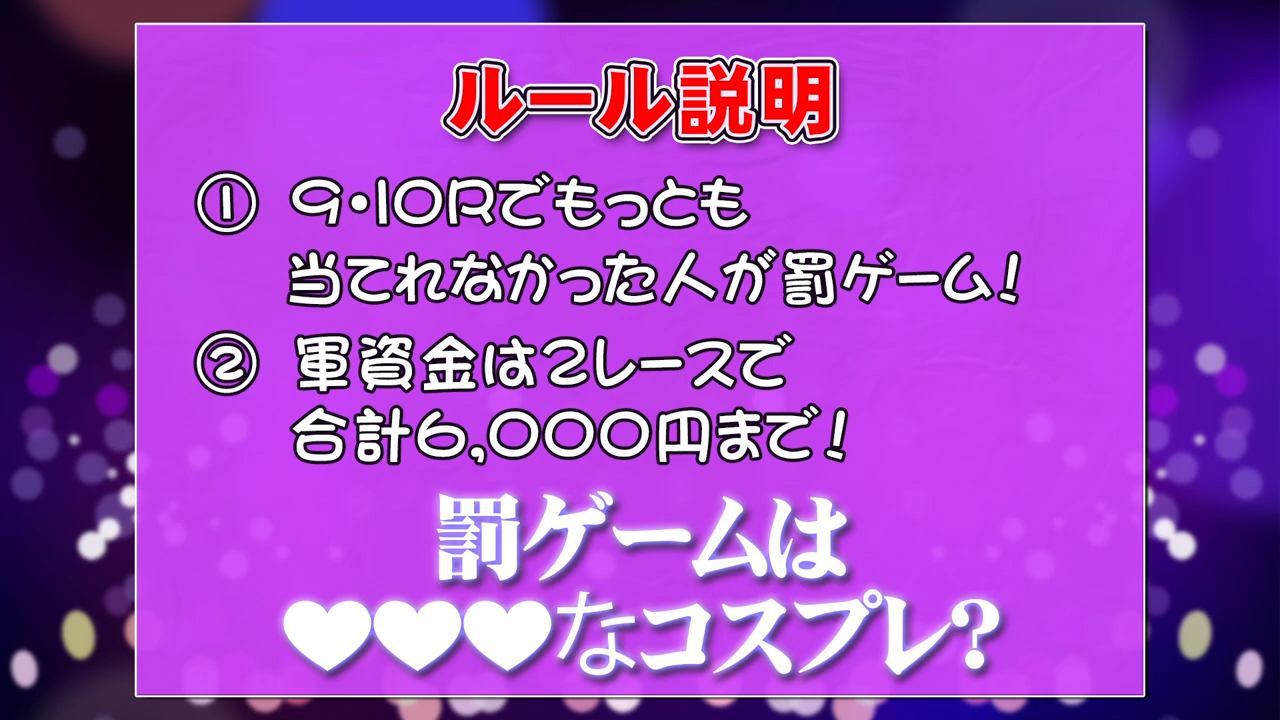 ルール説明
① 9・10Rでもっとも
当てれなかった人が罰ゲーム!
② 軍資金は2レースで
合計6,000円まで!
罰ゲームは
♥♥♥なコスプレ?